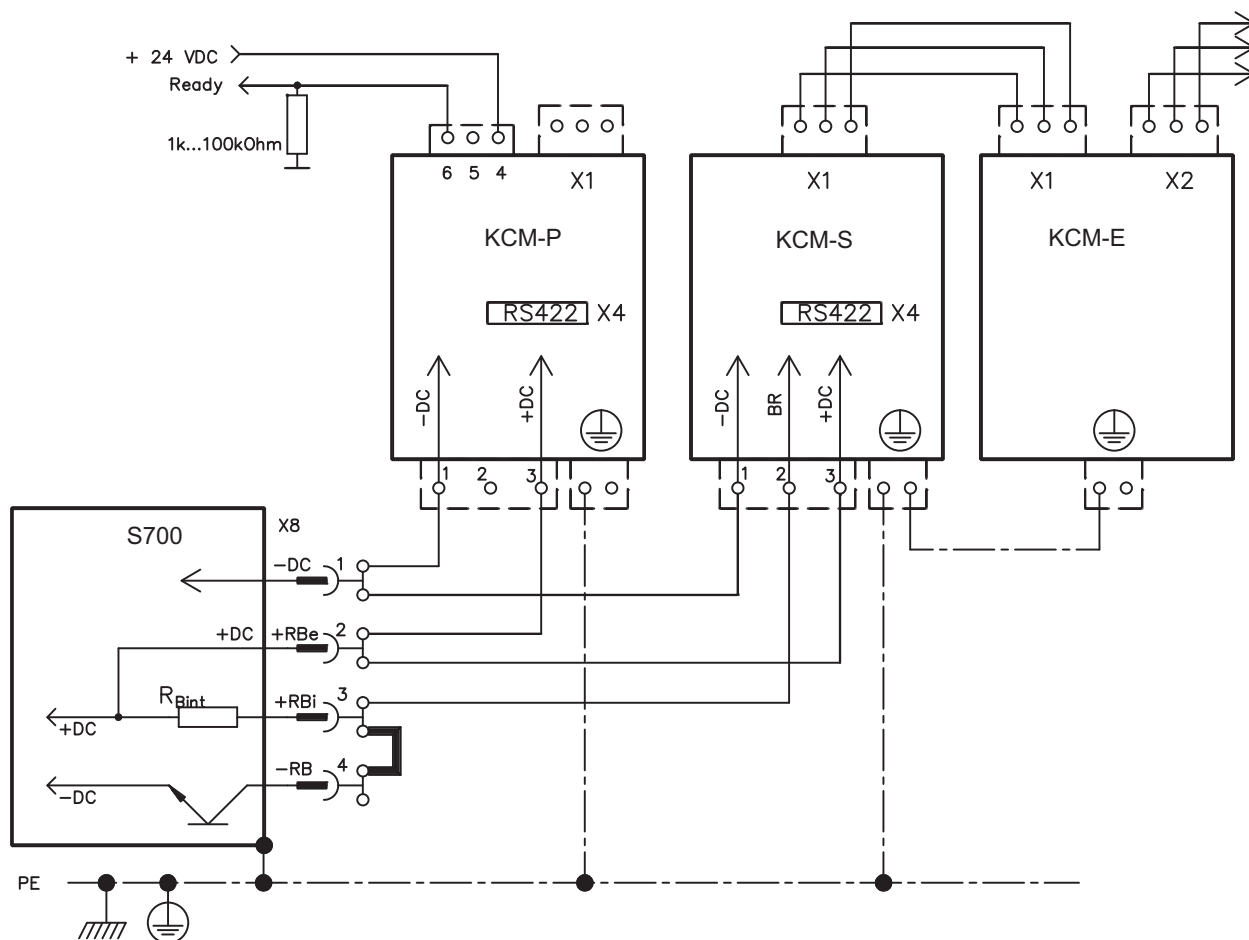 + 24 VDC
Ready
1k...100kOhm
6 5 4
X1
KCM-P
RS422 X4
-DC
+DC
1 2 3
X1
KCM-S
RS422 X4
-DC
BR
+DC
1 2 3
X1 X2
KCM-E
S700
X8
-DC 1
+DC +RBe 2
RBint
+RBi 3
+DC
-RB 4
-DC
PE